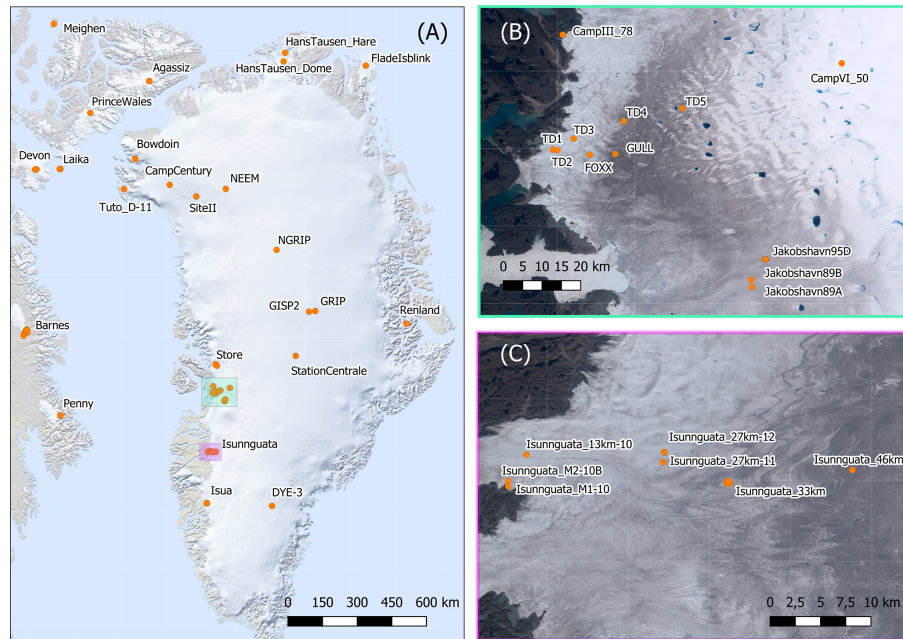 (A)
Meighen
HansTausen_Hare
HansTausen_Dome
FladeIsblink
Agassiz
PrinceWales
Bowdoin
Devon
Laika
CampCentury
NEEM
Tuto_D-11
SiteII
NGRIP
GISP2
GRIP
Renland
Barnes
Store
StationCentrale
Penny
Isunnguata
Isua
DYE-3
0 150 300 450 600 km
(B)
CampIII_78
CampVI_50
TD5
TD4
TD3
TD1
TD2
GULL
FOXX
Jakobshavn95D
0 5 10 15 20 km
Jakobshavn89B
Jakobshavn89A
(C)
Isunnguata_27km-12
Isunnguata_13km-10
Isunnguata_46km
Isunnguata_27km-11
Isunnguata_M2-10B
Isunnguata_M1-10
Isunnguata_33km
0 2,5 5 7,5 10 km